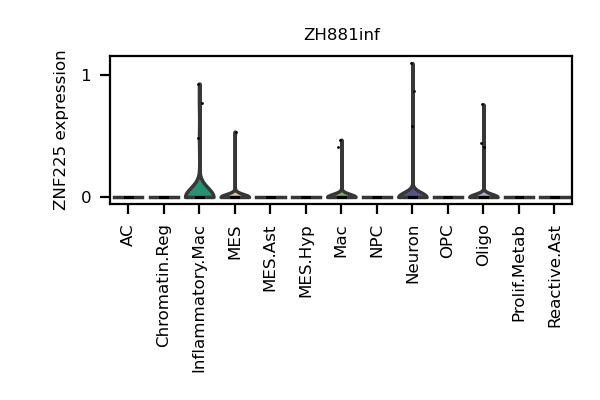 ZH881inf
ZNF225 expression
1
0
AC
Chromatin.Reg
Inflammatory.Mac
MES
MES.Ast
MES.Hyp
Mac
NPC
Neuron
OPC
Oligo
Prolif.Metab
Reactive.Ast